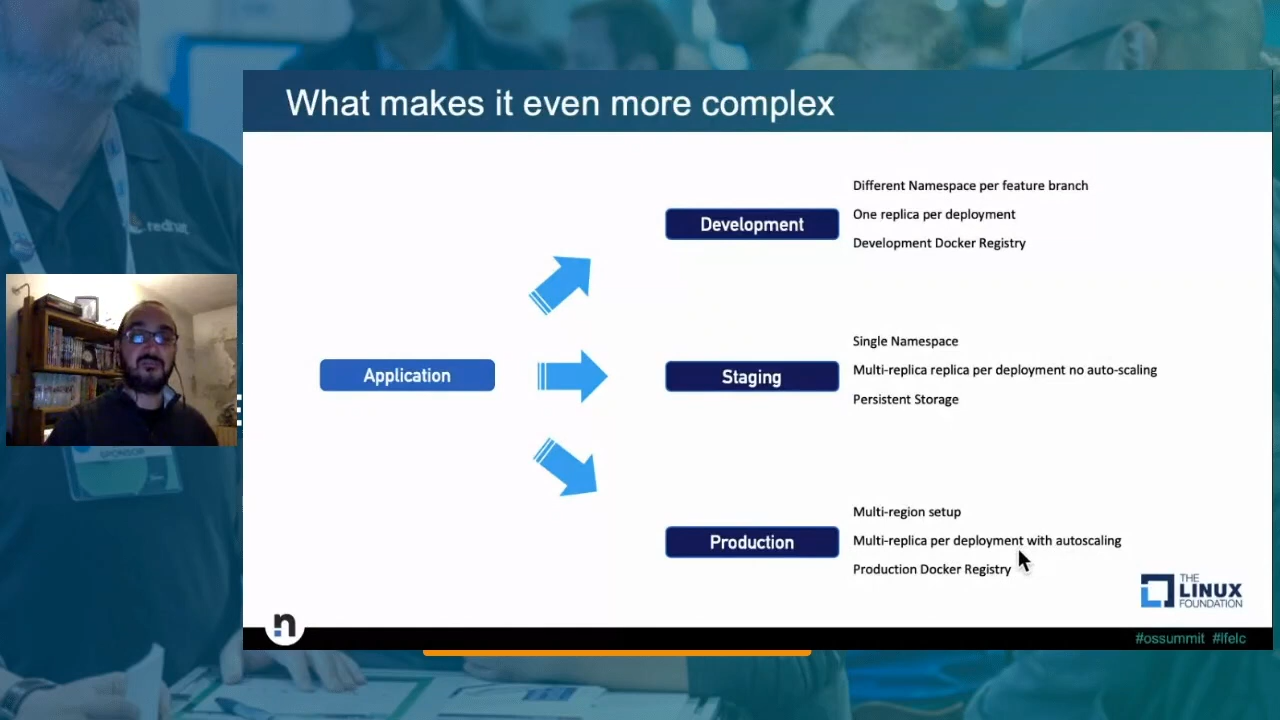 What makes it even more complex
Different Namespace per feature branch
Development
One replica per deployment
Development Docker Registry
redhat
Single Namespace
Application
Staging
Multi-replica replica per deployment no auto-scaling
Persistent Storage
SPONSOR
Multi-region setup
Production
Multi-replica per deployment with autoscaling
Production Docker Registry
THE
LINUX
FOUNDATION
n
#ossummit #lfelc